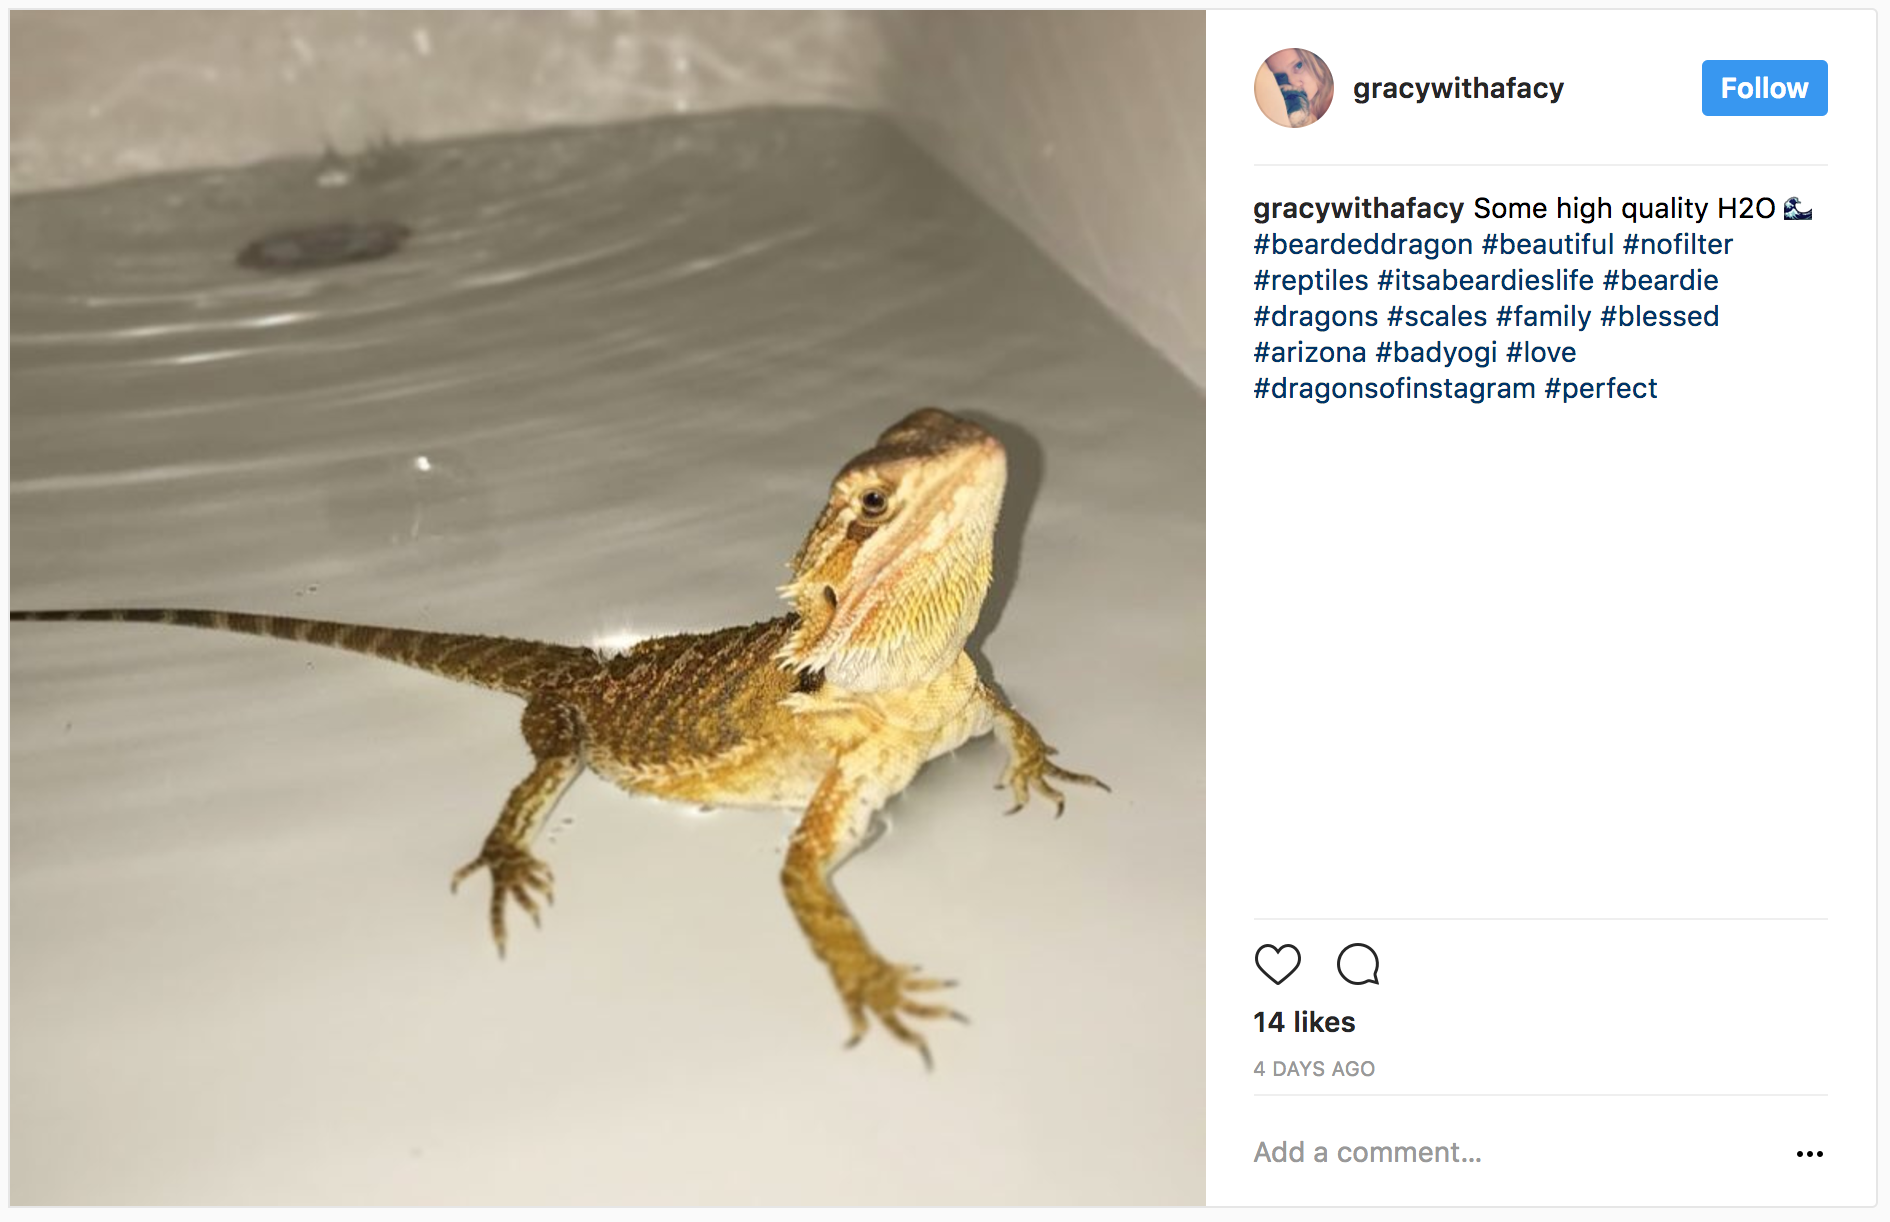 gracywithafacy
Follow
gracywithafacy Some high quality H2O 🌊
#beardeddragon #beautiful #nofilter
#reptiles #itsabeardieslife #beardie
#dragons #scales #family #blessed
#arizona #badyogi #love
#dragonsofinstagram #perfect
14 likes
4 DAYS AGO
Add a comment...